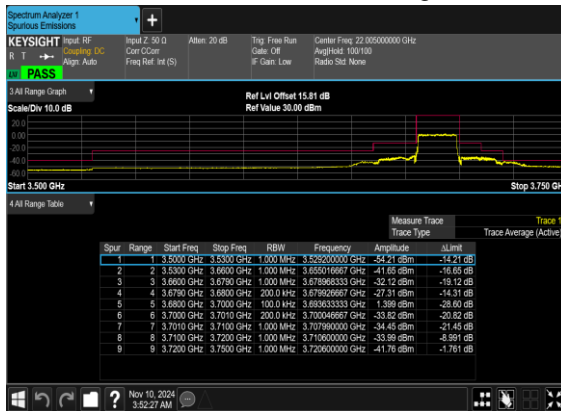 Spectrum Analyzer 1
Spurious Emissions
+
KEYSIGHT Input: RF Input Z: 50 Ω Atten: 20 dB Trig: Free Run Center Freq: 22.005000000 GHz
R T Coupling: DC Corr CCorr Gate: Off Avg|Hold: 100/100
Align: Auto Freq Ref: Int (S) IF Gain: Low Radio Std: None
PASS
3 All Range Graph
Ref Lvl Offset 15.81 dB
Scale/Div 10.0 dB Ref Value 30.00 dBm
20.0
0.00
-20.0
-40.0
-60.0
Start 3.500 GHz Stop 3.750 GH
4 All Range Table
Measure Trace Trace 1
Trace Type Trace Average (Active)
Spur Range Start Freq Stop Freq RBW Frequency Amplitude ΔLimit
1 1 3.5000 GHz 3.5300 GHz 1.000 MHz 3.529200000 GHz -54.21 dBm -14.21 dB
2 2 3.5300 GHz 3.6600 GHz 1.000 MHz 3.655016667 GHz -41.65 dBm -16.65 dB
3 3 3.6600 GHz 3.6790 GHz 1.000 MHz 3.678968333 GHz -32.12 dBm -19.12 dB
4 4 3.6790 GHz 3.6800 GHz 200.0 kHz 3.679926667 GHz -27.31 dBm -14.31 dB
5 5 3.6800 GHz 3.7000 GHz 100.0 kHz 3.693633333 GHz 1.399 dBm -28.60 dB
6 6 3.7000 GHz 3.7010 GHz 200.0 kHz 3.700046667 GHz -33.82 dBm -20.82 dB
7 7 3.7010 GHz 3.7100 GHz 1.000 MHz 3.707990000 GHz -34.45 dBm -21.45 dB
8 8 3.7100 GHz 3.7200 GHz 1.000 MHz 3.710600000 GHz -33.99 dBm -8.991 dB
9 9 3.7200 GHz 3.7500 GHz 1.000 MHz 3.720600000 GHz -41.76 dBm -1.761 dB
? Nov 10, 2024
3:52:27 AM